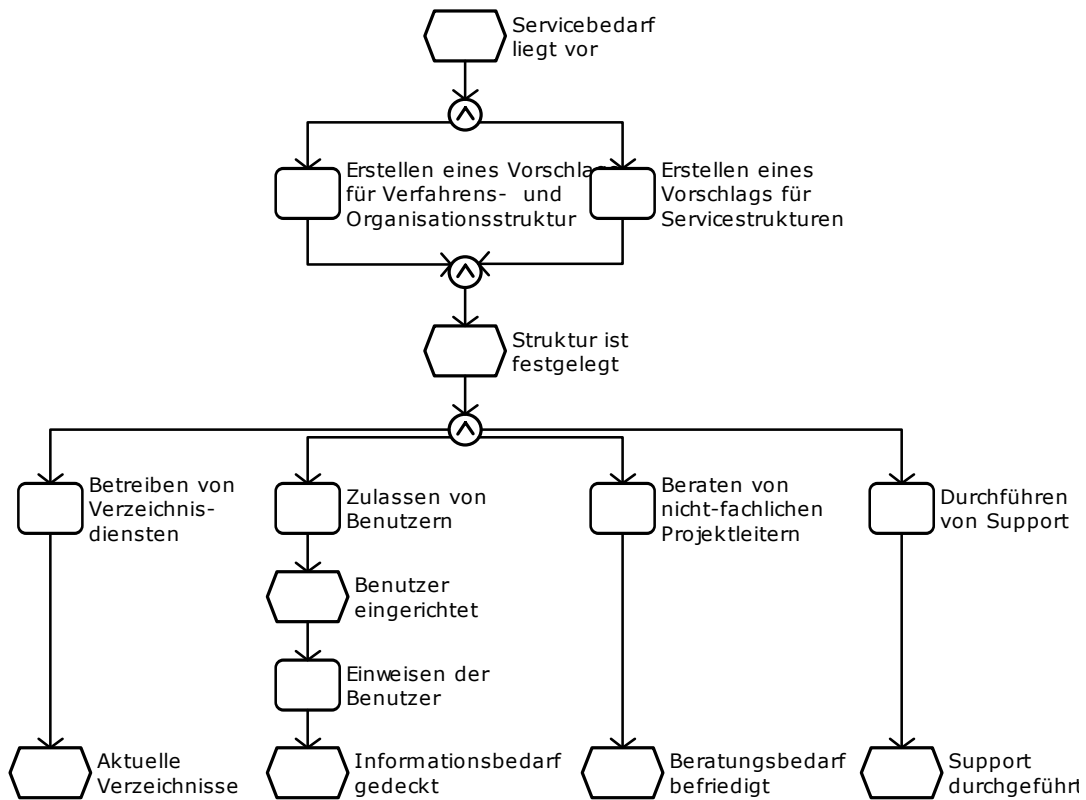 Servicebedarf
liegt vor
Erstellen eines Vorschlags
für Verfahrens- und
Organisationsstruktur
Erstellen eines
Vorschlags für
Servicestrukturen
Struktur ist
festgelegt
Betreiben von
Verzeichnis-
diensten
Zulassen von
Benutzern
Beraten von
nicht-fachlichen
Projektleitern
Durchführen
von Support
Benutzer
eingerichtet
Einweisen der
Benutzer
Aktuelle
Verzeichnisse
Informationsbedarf
gedeckt
Beratungsbedarf
befriedigt
Support
durchgeführt